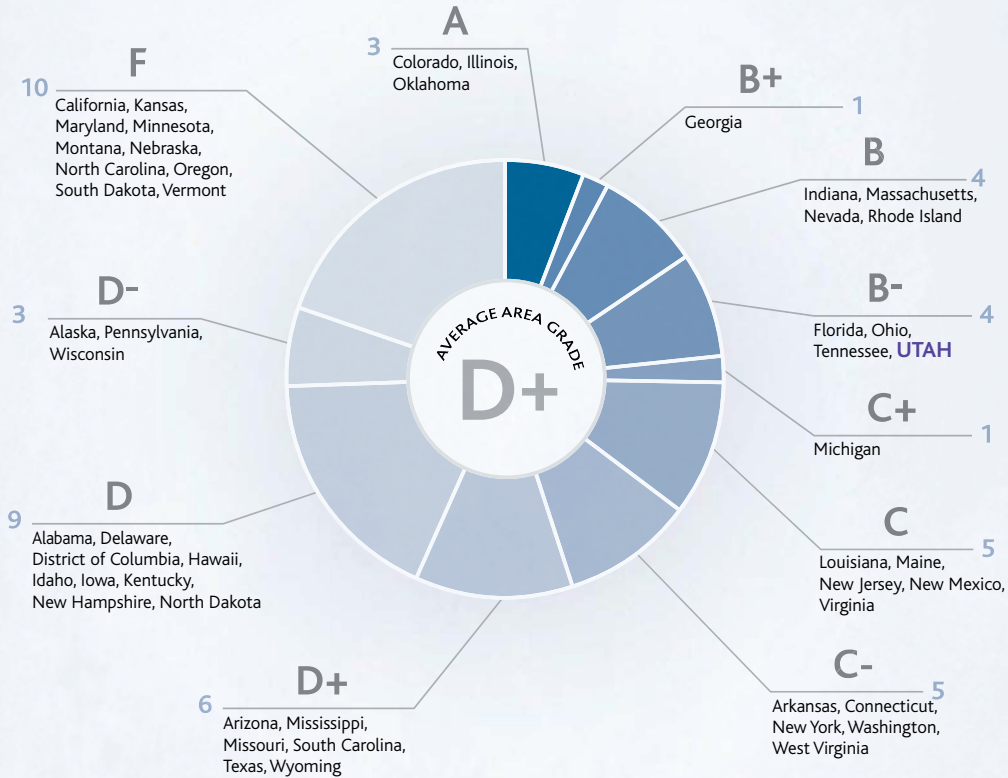 A
3
Colorado, Illinois,
Oklahoma
B+
1
Georgia
B
4
Indiana, Massachusetts,
Nevada, Rhode Island
B-
4
Florida, Ohio,
Tennessee, UTAH
C+
1
Michigan
C
5
Louisiana, Maine,
New Jersey, New Mexico,
Virginia
C-
5
Arkansas, Connecticut,
New York, Washington,
West Virginia
D+
6
Arizona, Mississippi,
Missouri, South Carolina,
Texas, Wyoming
D
9
Alabama, Delaware,
District of Columbia, Hawaii,
Idaho, Iowa, Kentucky,
New Hampshire, North Dakota
D-
3
Alaska, Pennsylvania,
Wisconsin
F
10
California, Kansas,
Maryland, Minnesota,
Montana, Nebraska,
North Carolina, Oregon,
South Dakota, Vermont
AVERAGE AREA GRADE
D+